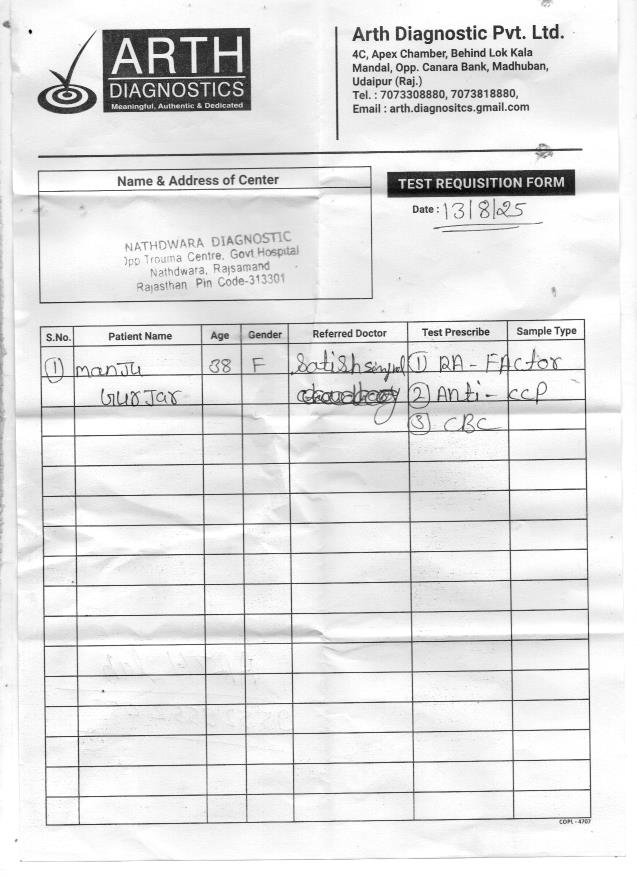 ARTH
DIAGNOSTICS
Meaningful, Authentic & Dedicated
Arth Diagnostic Pvt. Ltd.
4C, Apex Chamber, Behind Lok Kala
Mandal, Opp. Canara Bank, Madhuban,
Udaipur (Raj.)
Tel. : 7073308880, 7073818880,
Email : arth.diagnositcs.gmail.com
Name & Address of Center
TEST REQUISITION FORM
Date : 13/8/25
NATHDWARA DIAGNOSTIC
Opp Trouma Centre, Govt Hospital
Nathdwara, Rajsamand
Rajasthan Pin Code-313301
S.No. Patient Name Age Gender Referred Doctor Test Prescribe Sample Type
1 Manju 38 F Satish 1 RA - FActor
Gurjar 2 Anti - CCP
3 CBC
COPL - 4707